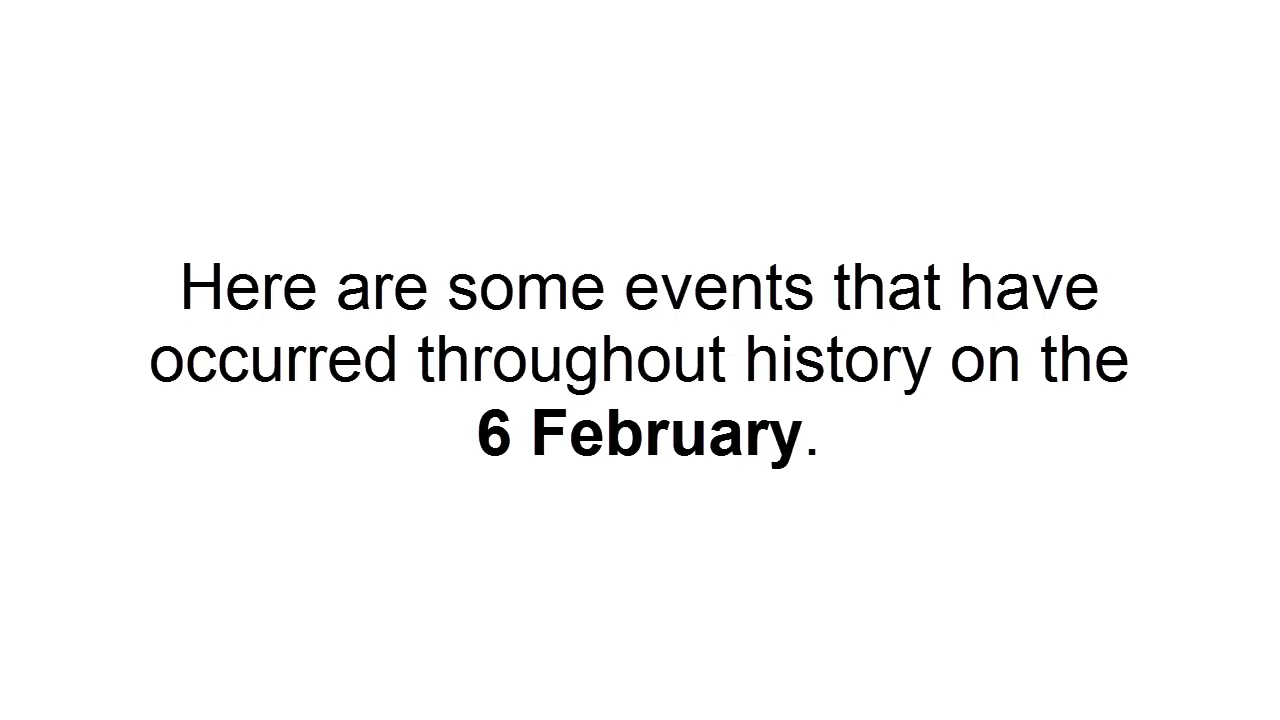 Here are some events that have
occurred throughout history on the
6 February.